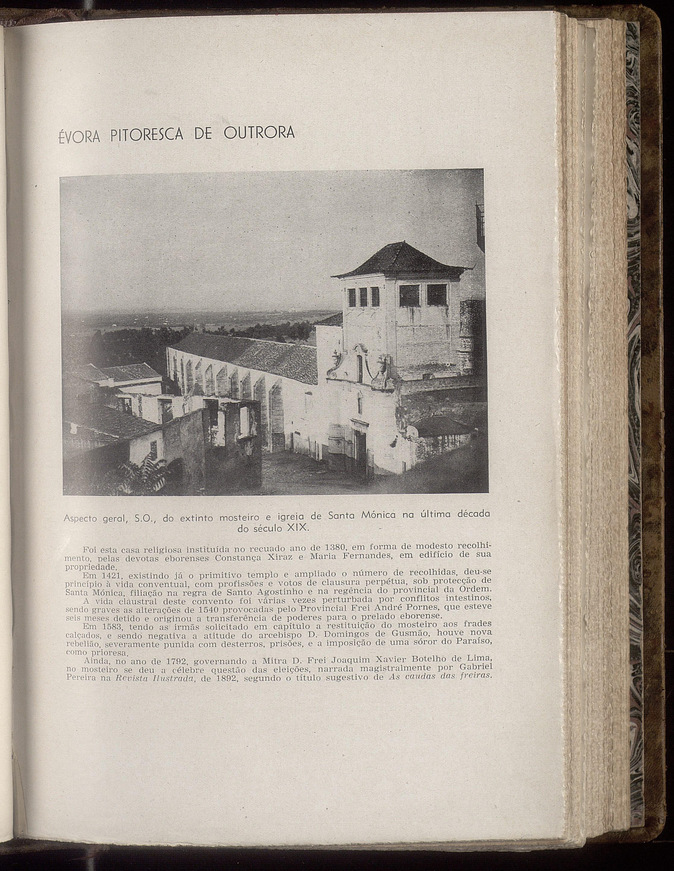 ÉVORA PITORESCA DE OUTRORA
Aspecto geral, S.O., do extinto mosteiro e igreja de Santa Mónica na última década
do século XIX.
Foi esta casa religiosa instituída no recuado ano de 1380, em forma de modesto recolhi-
mento, pelas devotas eborenses Constança Xiraz e Maria Fernandes, em edifício de sua
propriedade.
Em 1421, existindo já o primitivo templo e ampliado o número de recolhidas, deu-se
princípio à vida conventual, com profissões e votos de clausura perpétua, sob protecção de
Santa Mónica, filiação na regra de Santo Agostinho e na regência do provincial da Ordem.
A vida claustral deste convento foi várias vezes perturbada por conflitos intestinos,
sendo graves as alterações de 1540 provocadas pelo Provincial Frei André Pornes, que esteve
seis meses detido e originou a transferência de poderes para o prelado eborense.
Em 1583, tendo as irmãs solicitado em capítulo a restituição do mosteiro aos frades
calçados, e sendo negativa a atitude do arcebispo D. Domingos de Gusmão, houve nova
rebelião, severamente punida com desterros, prisões, e a imposição de uma sóror do Paraíso,
como prioresa.
Ainda, no ano de 1792, governando a Mitra D. Frei Joaquim Xavier Botelho de Lima,
no mosteiro se deu a célebre questão das eleições, narrada magistralmente por Gabriel
Pereira na Revista Ilustrada, de 1892, segundo o título sugestivo de As caudas das freiras.